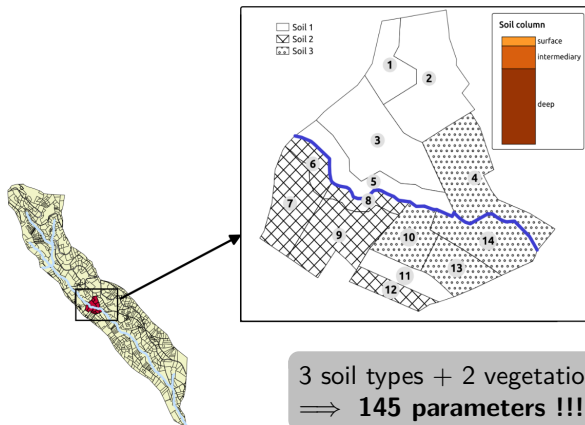 Soil 1
Soil 2
Soil 3
Soil column
surface
intermediary
deep
1
2
3
4
5
6
7
8
9
10
14
11
13
12
3 soil types + 2 vegetatio
⟹ 145 parameters !!!